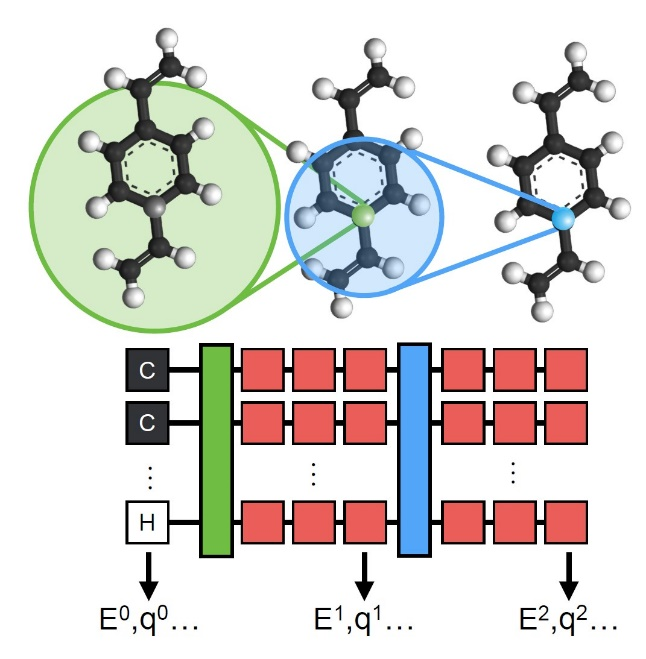 C
C
⋮ ⋮ ⋮
H
E⁰,q⁰… E¹,q¹… E²,q²…